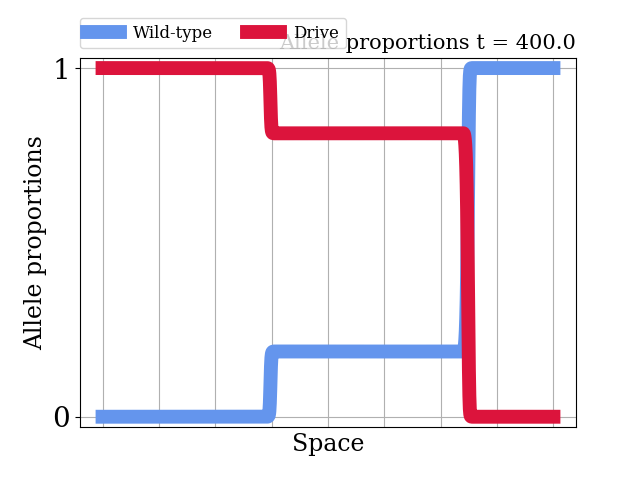 Wild-type Drive
Allele proportions t = 400.0
1
Allele proportions
0
Space